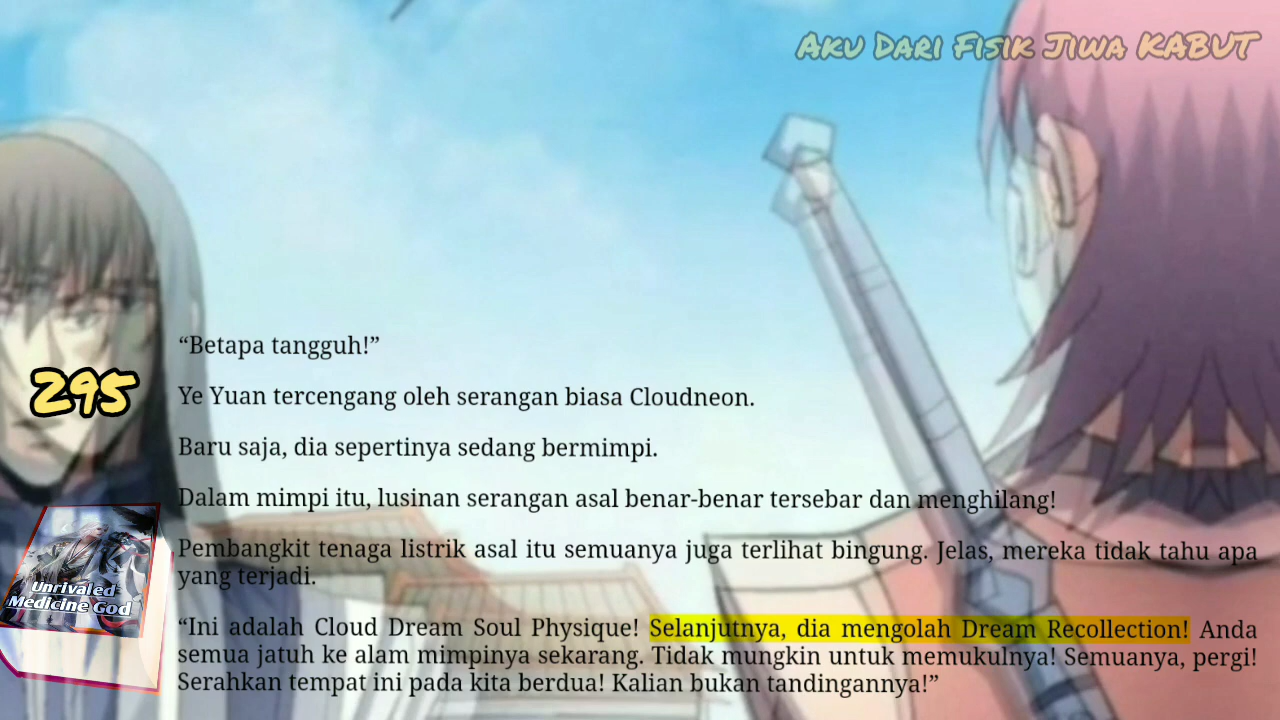 Aku Dari Fisik Jiwa KABUT
“Betapa tangguh!”
295
Ye Yuan tercengang oleh serangan biasa Cloudneon.
Baru saja, dia sepertinya sedang bermimpi.
Dalam mimpi itu, lusinan serangan asal benar-benar tersebar dan menghilang!
Pembangkit tenaga listrik asal itu semuanya juga terlihat bingung. Jelas, mereka tidak tahu apa
yang terjadi.
Unrivaled
Medicine God
“Ini adalah Cloud Dream Soul Physique! Selanjutnya, dia mengolah Dream Recollection! Anda
semua jatuh ke alam mimpinya sekarang. Tidak mungkin untuk memukulnya! Semuanya, pergi!
Serahkan tempat ini pada kita berdua! Kalian bukan tandingannya!”